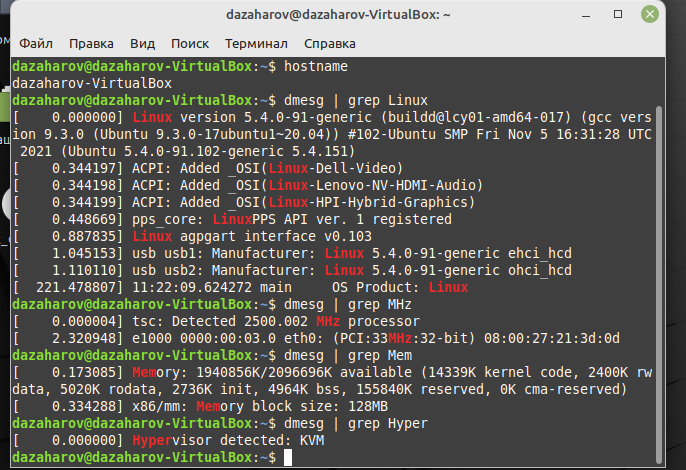 dazaharov@dazaharov-VirtualBox: ~
Файл Правка Вид Поиск Терминал Справка
dazaharov@dazaharov-VirtualBox:~$ hostname
dazaharov-VirtualBox
dazaharov@dazaharov-VirtualBox:~$ dmesg | grep Linux
[    0.000000] Linux version 5.4.0-91-generic (buildd@lcy01-amd64-017) (gcc vers
ion 9.3.0 (Ubuntu 9.3.0-17ubuntu1~20.04)) #102-Ubuntu SMP Fri Nov 5 16:31:28 UTC
 2021 (Ubuntu 5.4.0-91.102-generic 5.4.151)
[    0.344197] ACPI: Added _OSI(Linux-Dell-Video)
[    0.344198] ACPI: Added _OSI(Linux-Lenovo-NV-HDMI-Audio)
[    0.344199] ACPI: Added _OSI(Linux-HPI-Hybrid-Graphics)
[    0.448669] pps_core: LinuxPPS API ver. 1 registered
[    0.887835] Linux agpgart interface v0.103
[    1.045153] usb usb1: Manufacturer: Linux 5.4.0-91-generic ehci_hcd
[    1.110110] usb usb2: Manufacturer: Linux 5.4.0-91-generic ohci_hcd
[  221.478807] 11:22:09.624272 main     OS Product: Linux
dazaharov@dazaharov-VirtualBox:~$ dmesg | grep MHz
[    0.000004] tsc: Detected 2500.002 MHz processor
[    2.320948] e1000 0000:00:03.0 eth0: (PCI:33MHz:32-bit) 08:00:27:21:3d:0d
dazaharov@dazaharov-VirtualBox:~$ dmesg | grep Mem
[    0.173085] Memory: 1940856K/2096696K available (14339K kernel code, 2400K rw
data, 5020K rodata, 2736K init, 4964K bss, 155840K reserved, 0K cma-reserved)
[    0.334288] x86/mm: Memory block size: 128MB
dazaharov@dazaharov-VirtualBox:~$ dmesg | grep Hyper
[    0.000000] Hypervisor detected: KVM
dazaharov@dazaharov-VirtualBox:~$